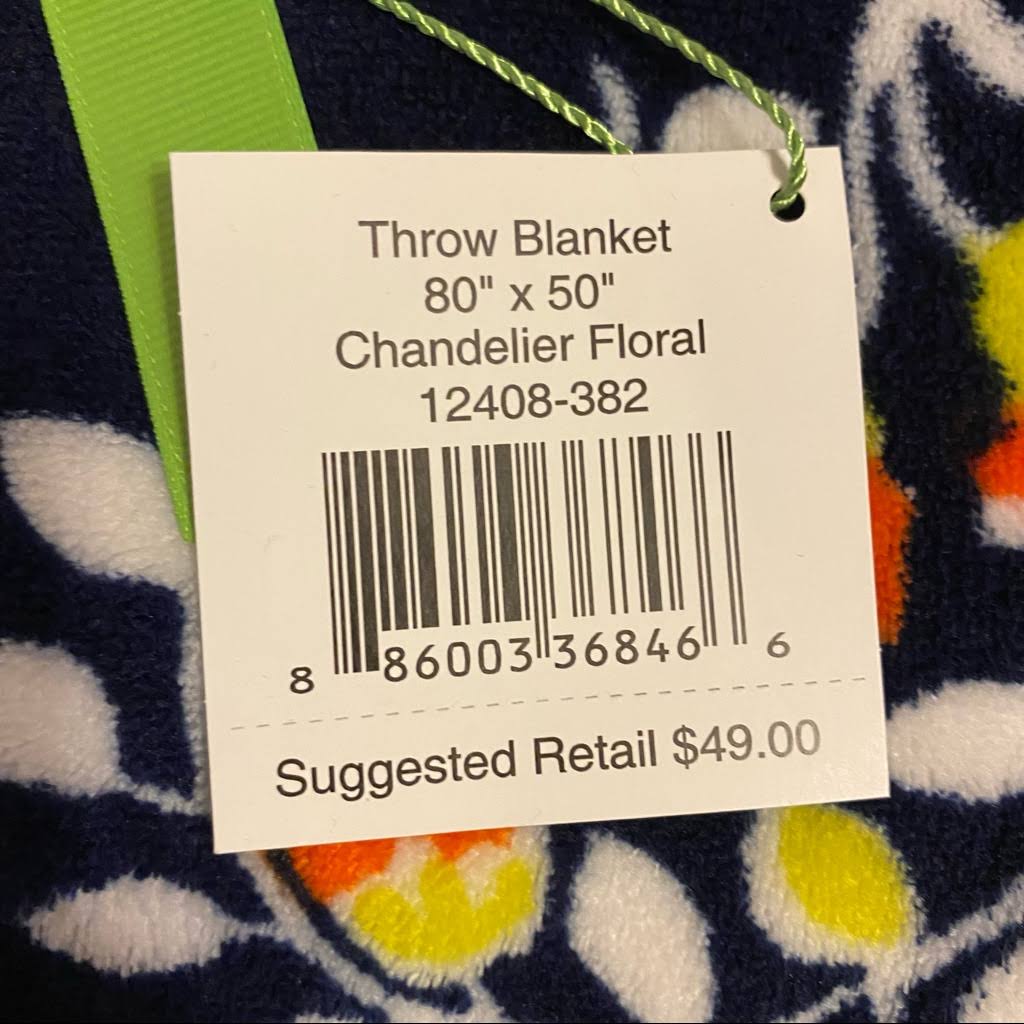 Throw Blanket
80" x 50"
Chandelier Floral
12408-382
8 86003 36846 6
Suggested Retail $49.00